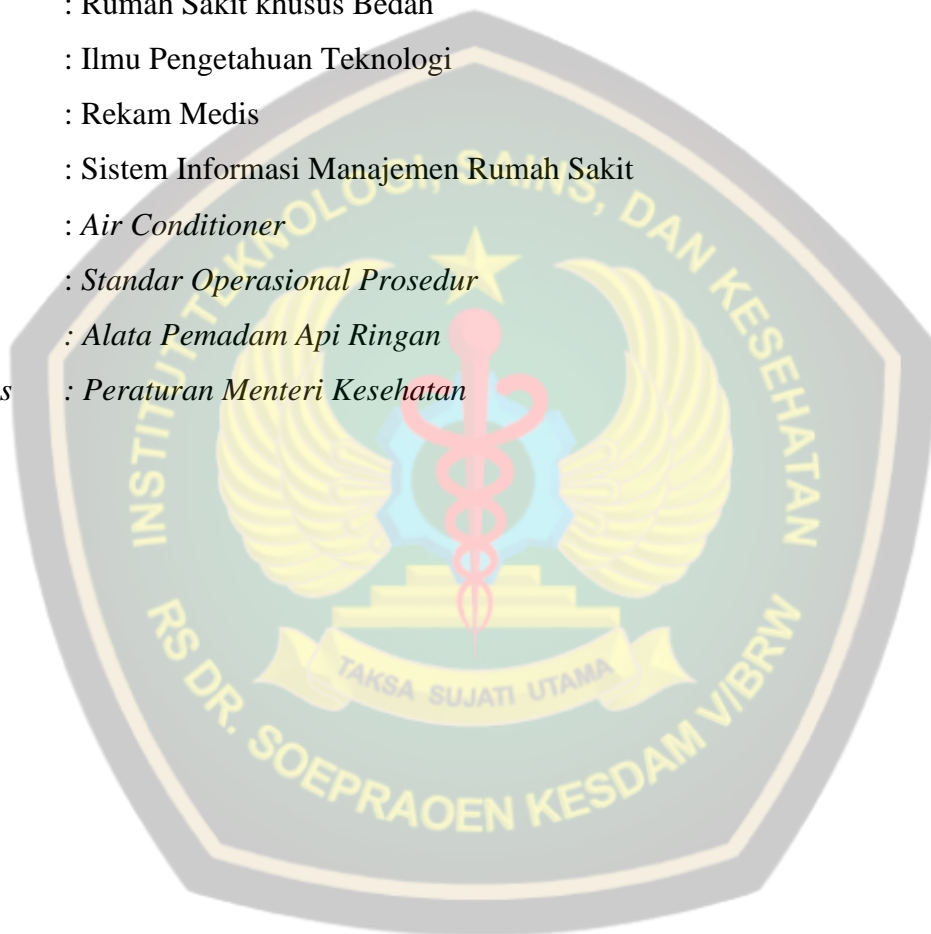 : Rumah Sakit khusus Bedah
: Ilmu Pengetahuan Teknologi
: Rekam Medis
: Sistem Informasi Manajemen Rumah Sakit
: Air Conditioner
: Standar Operasional Prosedur
: Alata Pemadam Api Ringan
s : Peraturan Menteri Kesehatan
INSTITUT TEKNOLOGI, SAINS, DAN KESEHATAN
TAKSA SUJATI UTAMA
RS DR. SOEPRAOEN KESDAM V/BRW